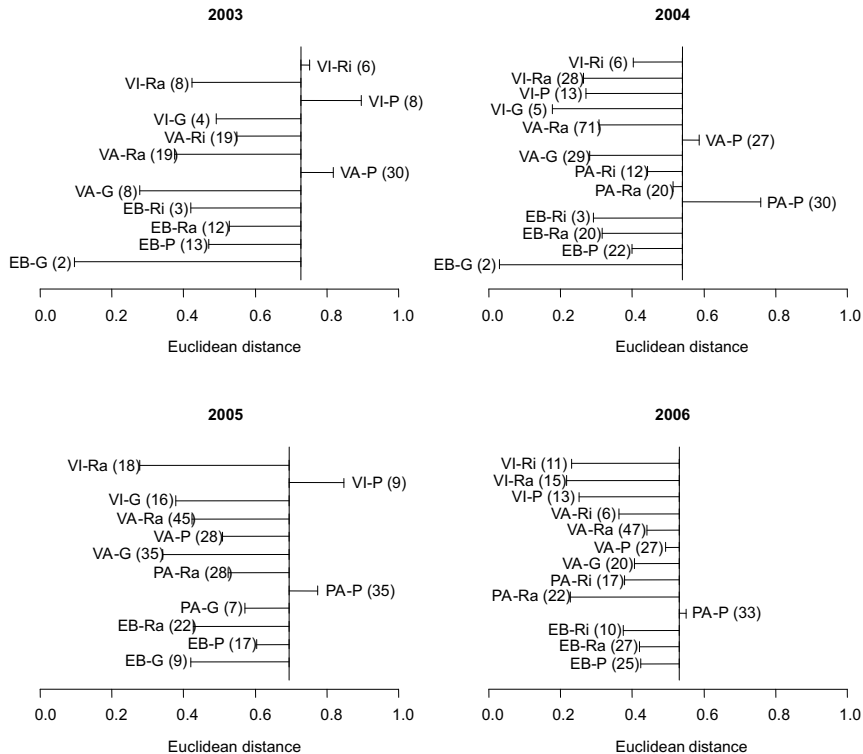 2003
VI-Ri (6)
VI-Ra (8)
VI-P (8)
VI-G (4)
VA-Ri (19)
VA-Ra (19)
VA-P (30)
VA-G (8)
EB-Ri (3)
EB-Ra (12)
EB-P (13)
EB-G (2)
0.0 0.2 0.4 0.6 0.8 1.0
Euclidean distance
2004
VI-Ri (6)
VI-Ra (28)
VI-P (13)
VI-G (5)
VA-Ra (71)
VA-P (27)
VA-G (29)
PA-Ri (12)
PA-Ra (20)
PA-P (30)
EB-Ri (3)
EB-Ra (20)
EB-P (22)
EB-G (2)
0.0 0.2 0.4 0.6 0.8 1.0
Euclidean distance
2005
VI-Ra (18)
VI-P (9)
VI-G (16)
VA-Ra (45)
VA-P (28)
VA-G (35)
PA-Ra (28)
PA-P (35)
PA-G (7)
EB-Ra (22)
EB-P (17)
EB-G (9)
0.0 0.2 0.4 0.6 0.8 1.0
Euclidean distance
2006
VI-Ri (11)
VI-Ra (15)
VI-P (13)
VA-Ri (6)
VA-Ra (47)
VA-P (27)
VA-G (20)
PA-Ri (17)
PA-Ra (22)
PA-P (33)
EB-Ri (10)
EB-Ra (27)
EB-P (25)
0.0 0.2 0.4 0.6 0.8 1.0
Euclidean distance